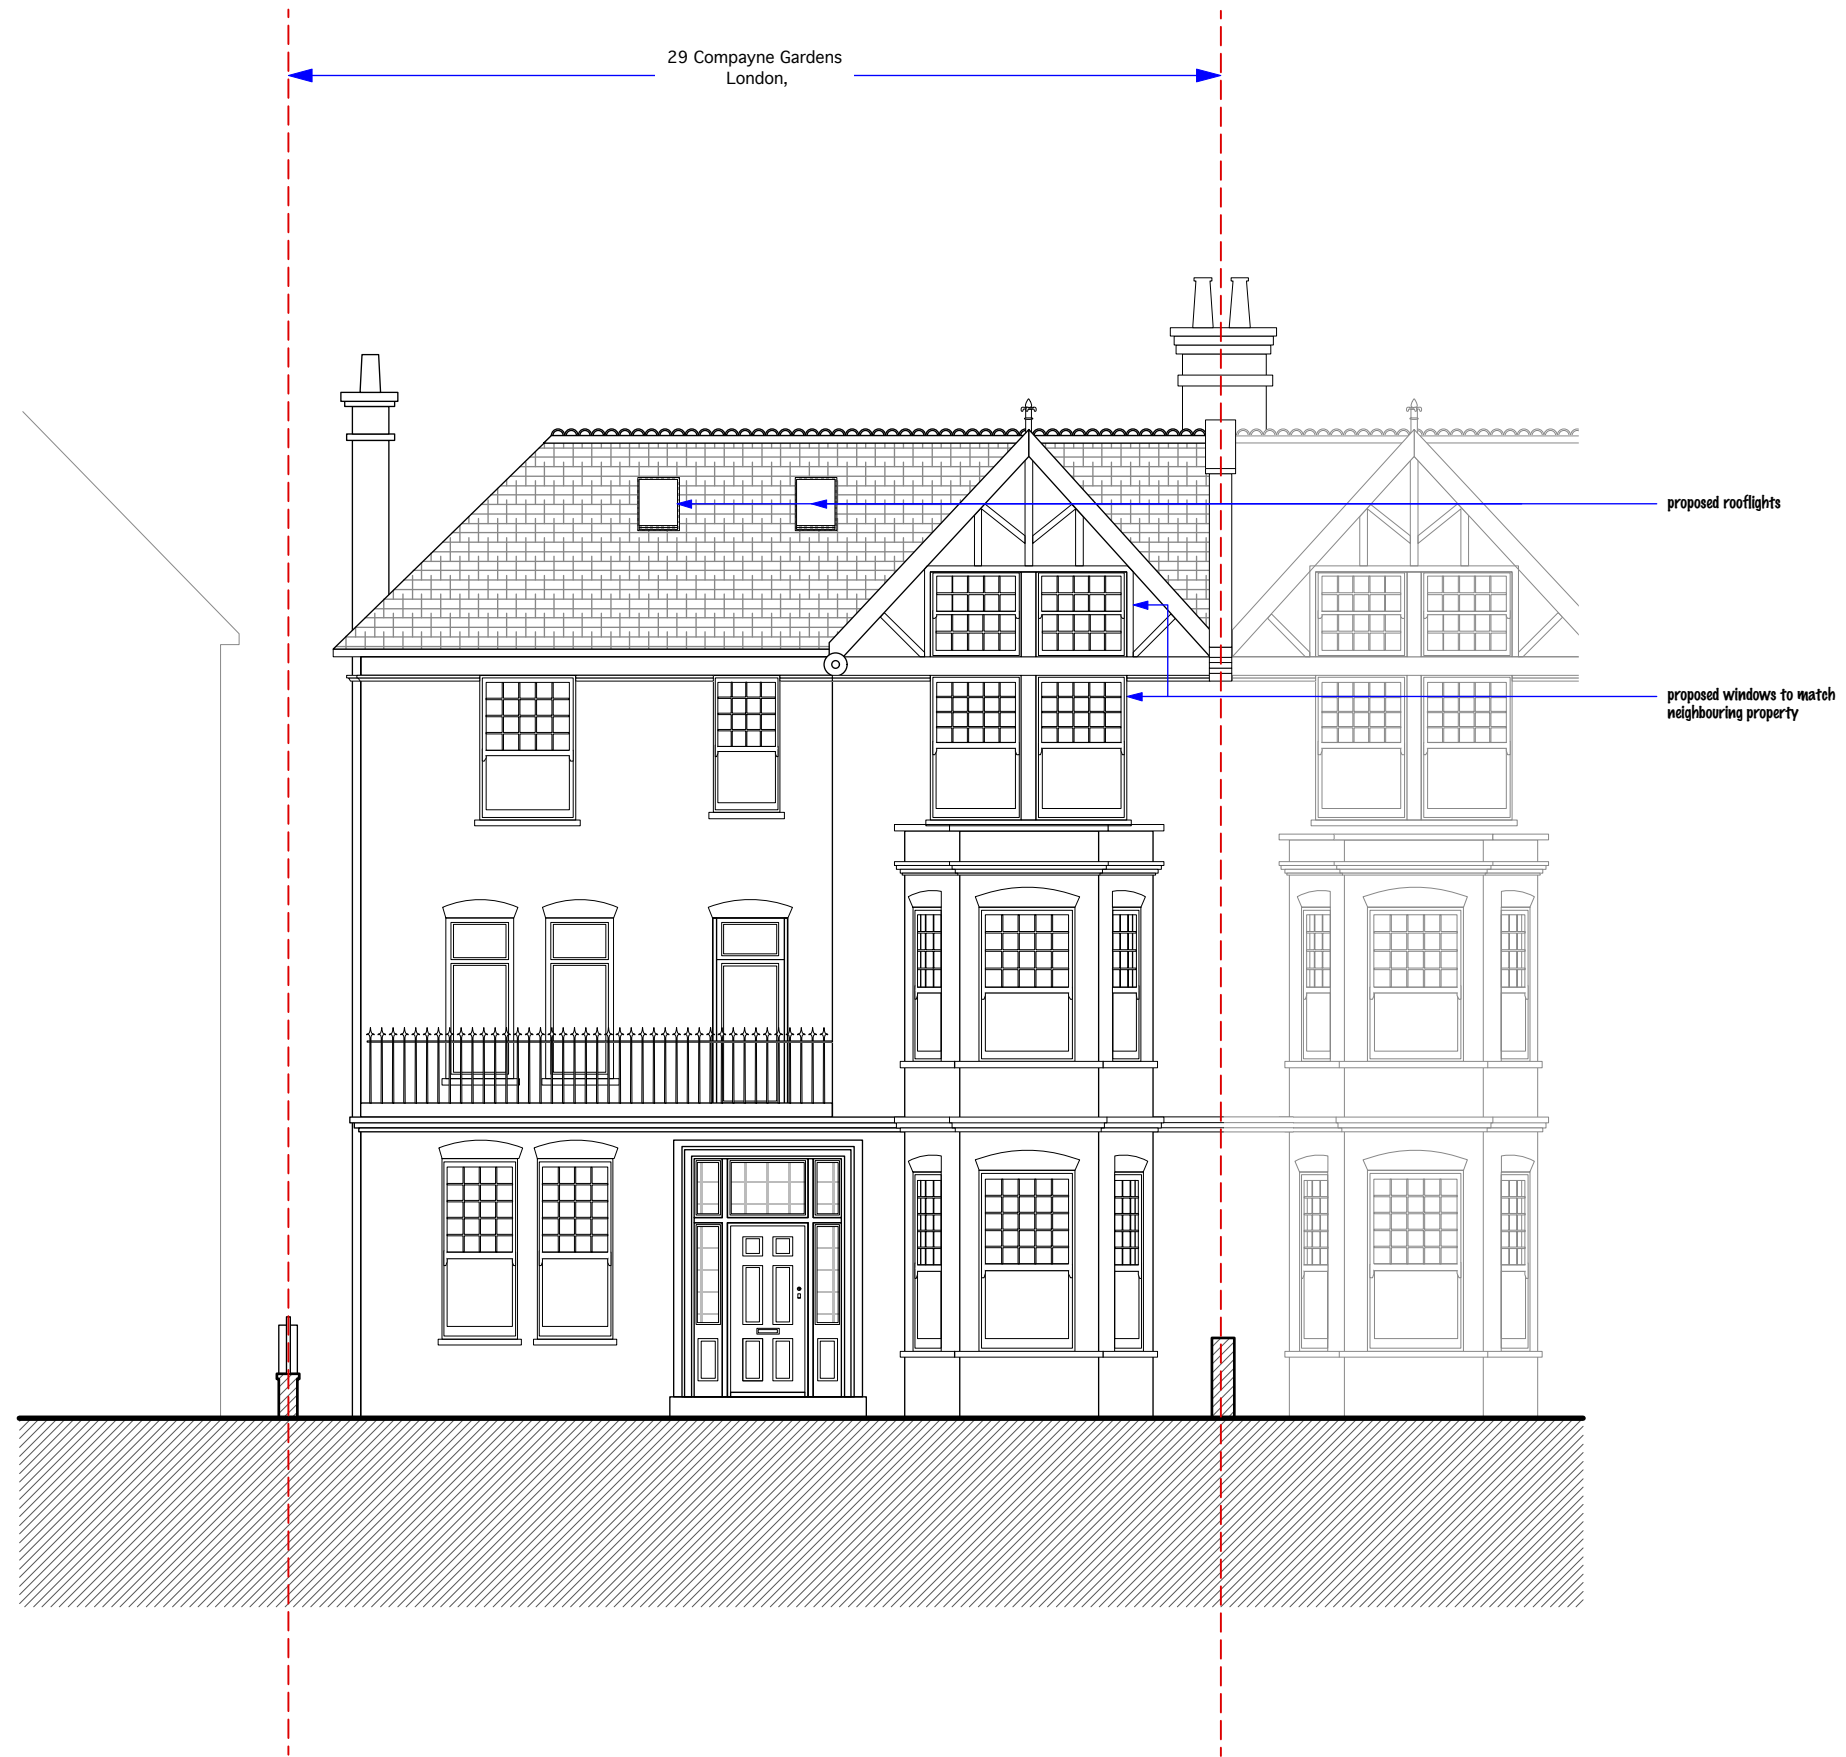 29 Compayne Gardens
London,
proposed rooflights
proposed windows to match
neighbouring property